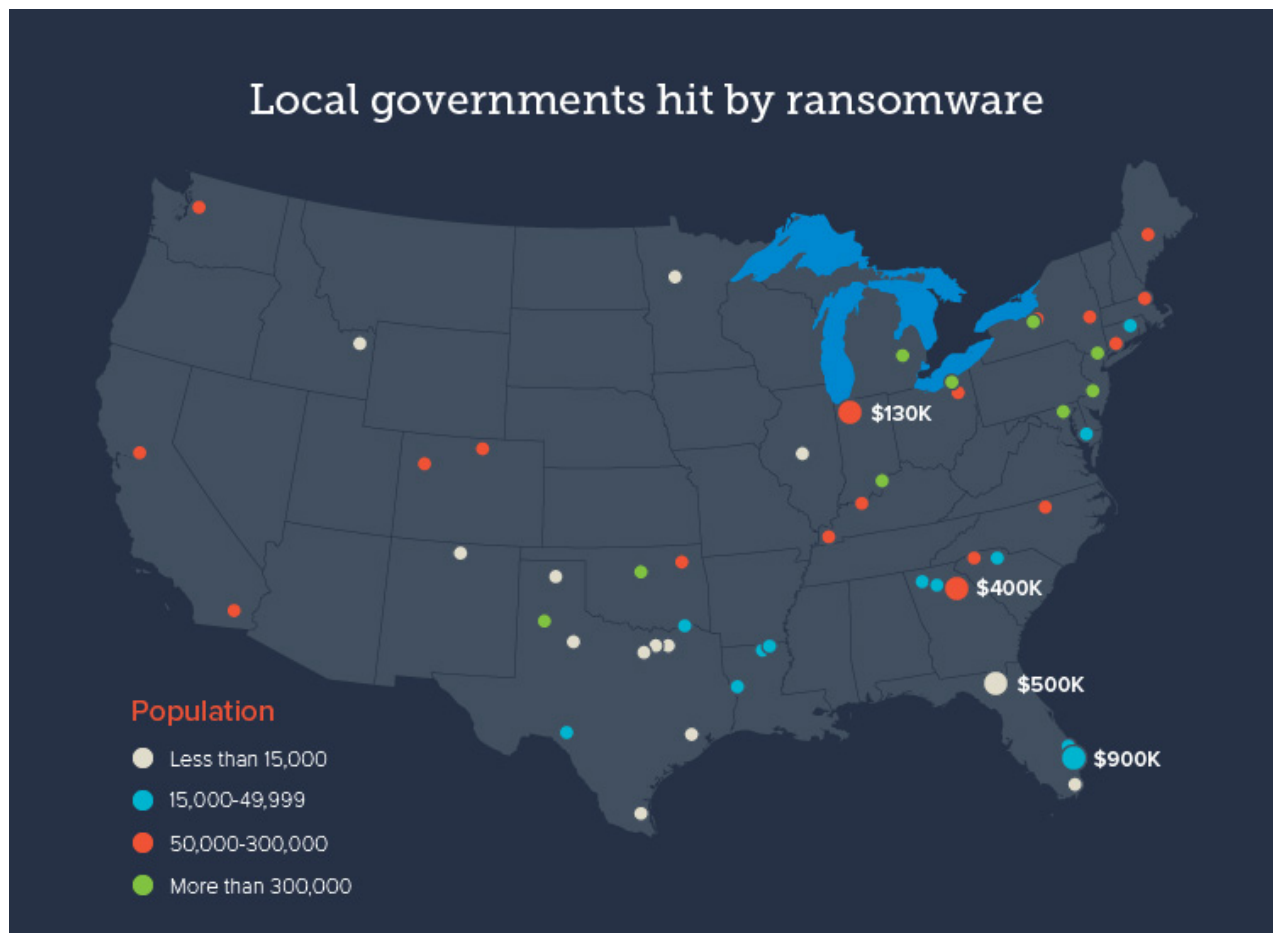 Local governments hit by ransomware
$130K
$400K
$500K
$900K
Population
Less than 15,000
15,000-49,999
50,000-300,000
More than 300,000